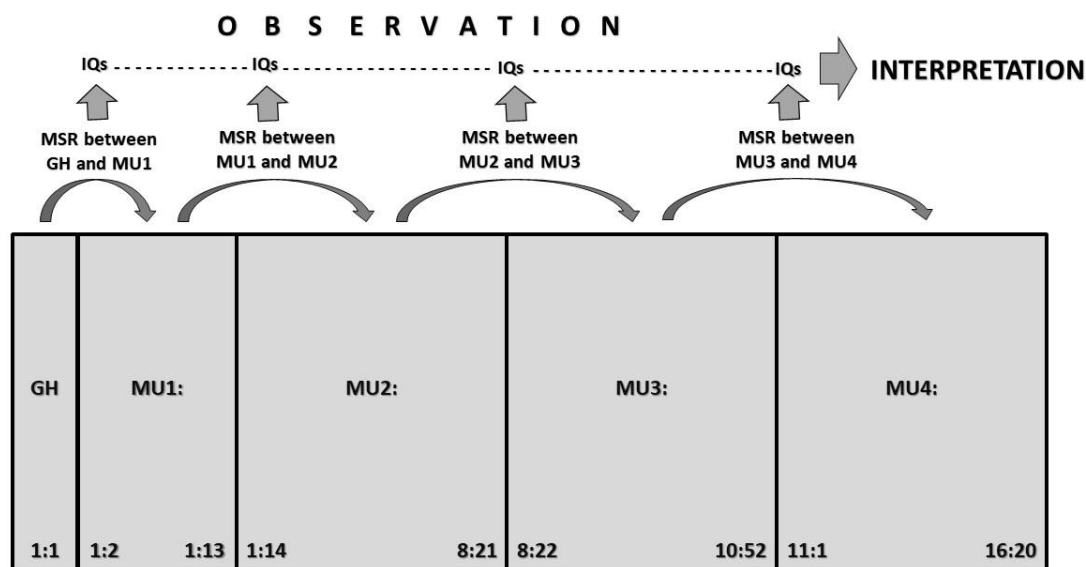 O B S E R V A T I O N
IQs ---------------- IQs ------------------------- IQs ---------------------------- IQs
INTERPRETATION
MSR between
GH and MU1
MSR between
MU1 and MU2
MSR between
MU2 and MU3
MSR between
MU3 and MU4
GH
MU1:
MU2:
MU3:
MU4:
1:1
1:2
1:13
1:14
8:21
8:22
10:52
11:1
16:20